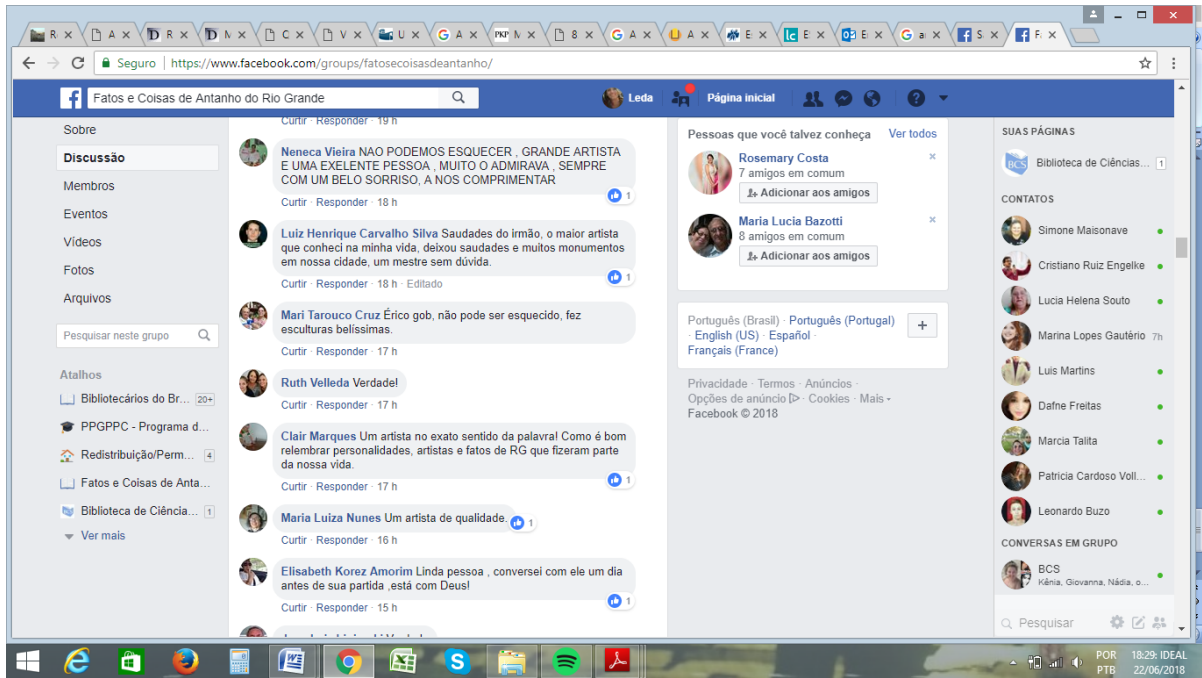 R
A
R
N
C
V
U
G A
PKP N
8
G A
A
E
E
E
a
S
F
Seguro | https://www.facebook.com/groups/fatosecoisasdeantanho/
Fatos e Coisas de Antanho do Rio Grande
Leda
Página inicial
Sobre
Discussão
Membros
Eventos
Vídeos
Fotos
Arquivos
Pesquisar neste grupo
Atalhos
Bibliotecários do Br... 20+
PPGPPC - Programa d...
Redistribuição/Perm... 4
Fatos e Coisas de Anta...
Biblioteca de Ciência... 1
Ver mais
Curtir · Responder · 19 h
Neneca Vieira NAO PODEMOS ESQUECER , GRANDE ARTISTA
E UMA EXELENTE PESSOA , MUITO O ADMIRAVA , SEMPRE
COM UM BELO SORRISO, A NOS COMPRIMENTAR
1
Curtir · Responder · 18 h
Luiz Henrique Carvalho Silva Saudades do irmão, o maior artista
que conheci na minha vida, deixou saudades e muitos monumentos
em nossa cidade, um mestre sem dúvida.
1
Curtir · Responder · 18 h · Editado
Mari Tarouco Cruz Érico gob, não pode ser esquecido, fez
esculturas belíssimas.
Curtir · Responder · 17 h
Ruth Velleda Verdade!
Curtir · Responder · 17 h
Clair Marques Um artista no exato sentido da palavra! Como é bom
relembrar personalidades, artistas e fatos de RG que fizeram parte
da nossa vida.
1
Curtir · Responder · 17 h
Maria Luiza Nunes Um artista de qualidade.
1
Curtir · Responder · 16 h
Elisabeth Korez Amorim Linda pessoa , conversei com ele um dia
antes de sua partida ,está com Deus!
1
Curtir · Responder · 15 h
Pessoas que você talvez conheça Ver todos
Rosemary Costa
7 amigos em comum
Adicionar aos amigos
Maria Lucia Bazotti
8 amigos em comum
Adicionar aos amigos
Português (Brasil) · Português (Portugal)
· English (US) · Español ·
Français (France)
Privacidade · Termos · Anúncios ·
Opções de anúncio · Cookies · Mais
Facebook © 2018
SUAS PÁGINAS
BCS Biblioteca de Ciências... 1
CONTATOS
Simone Maisonave
Cristiano Ruiz Engelke
Lucia Helena Souto
Marina Lopes Gautério 7h
Luis Martins
Dafne Freitas
Marcia Talita
Patricia Cardoso Voll...
Leonardo Buzo
CONVERSAS EM GRUPO
BCS
Kênia, Giovanna, Nádia, o...
Pesquisar
POR 18:29: IDEAL
PTB 22/06/2018